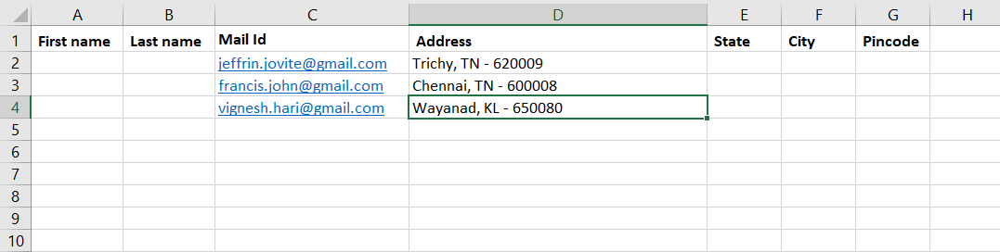 A B C D E F G H
1 First name Last name Mail Id Address State City Pincode
2 jeffrin.jovite@gmail.com Trichy, TN - 620009
3 francis.john@gmail.com Chennai, TN - 600008
4 vignesh.hari@gmail.com Wayanad, KL - 650080
5
6
7
8
9
10